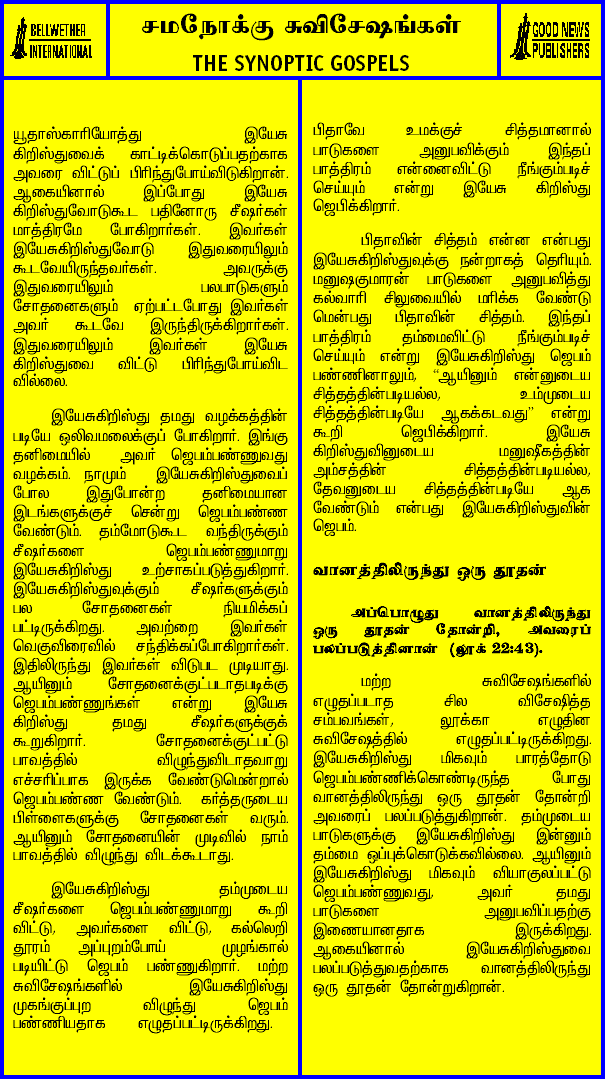 BELLWETHER
INTERNATIONAL
சமநோக்கு சுவிசேஷங்கள்
THE SYNOPTIC GOSPELS
GOOD NEWS
PUBLISHERS
யூதாஸ்காரியோத்து இயேசு
கிறிஸ்துவைக் காட்டிக்கொடுப்பதற்காக
அவரை விட்டுப் பிரிந்துபோய்விடுகிறான்.
ஆகையினால் இப்போது இயேசு
கிறிஸ்துவோடுகூட பதினோரு சீஷர்கள்
மாத்திரமே போகிறார்கள். இவர்கள்
இயேசுகிறிஸ்துவோடு இதுவரையிலும்
கூடவேயிருந்தவர்கள். அவருக்கு
இதுவரையிலும் பலபாடுகளும்
சோதனைகளும் ஏற்பட்டபோது இவர்கள்
அவர் கூடவே இருந்திருக்கிறார்கள்.
இதுவரையிலும் இவர்கள் இயேசு
கிறிஸ்துவை விட்டு பிரிந்துபோய்விட
வில்லை.
இயேசுகிறிஸ்து தமது வழக்கத்தின்
படியே ஒலிவமலைக்குப் போகிறார். இங்கு
தனிமையில் அவர் ஜெபம்பண்ணுவது
வழக்கம். நாமும் இயேசுகிறிஸ்துவைப்
போல இதுபோன்ற தனிமையான
இடங்களுக்குச் சென்று ஜெபம்பண்ண
வேண்டும். தம்மோடுகூட வந்திருக்கும்
சீஷர்களை ஜெபம்பண்ணுமாறு
இயேசுகிறிஸ்து உற்சாகப்படுத்துகிறார்.
இயேசுகிறிஸ்துவுக்கும் சீஷர்களுக்கும்
பல சோதனைகள் நியமிக்கப்
பட்டிருக்கிறது. அவற்றை இவர்கள்
வெகுவிரைவில் சந்திக்கப்போகிறார்கள்.
இதிலிருந்து இவர்கள் விடுபட முடியாது.
ஆயினும் சோதனைக்குட்படாதபடிக்கு
ஜெபம்பண்ணுங்கள் என்று இயேசு
கிறிஸ்து தமது சீஷர்களுக்குக்
கூறுகிறார். சோதனைக்குட்பட்டு
பாவத்தில் விழுந்துவிடாதவாறு
எச்சரிப்பாக இருக்க வேண்டுமென்றால்
ஜெபம்பண்ண வேண்டும். கர்த்தருடைய
பிள்ளைகளுக்கு சோதனைகள் வரும்.
ஆயினும் சோதனையின் முடிவில் நாம்
பாவத்தில் விழுந்து விடக்கூடாது.
இயேசுகிறிஸ்து தம்முடைய
சீஷர்களை ஜெபம்பண்ணுமாறு கூறி
விட்டு, அவர்களை விட்டு, கல்லெறி
தூரம் அப்புறம்போய் முழங்கால்
படியிட்டு ஜெபம் பண்ணுகிறார். மற்ற
சுவிசேஷங்களில் இயேசுகிறிஸ்து
முகங்குப்புற விழுந்து ஜெபம்
பண்ணியதாக எழுதப்பட்டிருக்கிறது.
பிதாவே உமக்குச் சித்தமானால்
பாடுகளை அனுபவிக்கும் இந்தப்
பாத்திரம் என்னைவிட்டு நீங்கும்படிச்
செய்யும் என்று இயேசு கிறிஸ்து
ஜெபிக்கிறார்.
பிதாவின் சித்தம் என்ன என்பது
இயேசுகிறிஸ்துவுக்கு நன்றாகத் தெரியும்.
மனுஷகுமாரன் பாடுகளை அனுபவித்து
கல்வாரி சிலுவையில் மரிக்க வேண்டு
மென்பது பிதாவின் சித்தம். இந்தப்
பாத்திரம் தம்மைவிட்டு நீங்கும்படிச்
செய்யும் என்று இயேசுகிறிஸ்து ஜெபம்
பண்ணினாலும், "ஆயினும் என்னுடைய
சித்தத்தின்படியல்ல, உம்முடைய
சித்தத்தின்படியே ஆகக்கடவது" என்று
கூறி ஜெபிக்கிறார். இயேசு
கிறிஸ்துவினுடைய மனுஷீகத்தின்
அம்சத்தின் சித்தத்தின்படியல்ல,
தேவனுடைய சித்தத்தின்படியே ஆக
வேண்டும் என்பது இயேசுகிறிஸ்துவின்
ஜெபம்.
வானத்திலிருந்து ஒரு தூதன்
அப்பொழுது வானத்திலிருந்து
ஒரு தூதன் தோன்றி, அவரைப்
பலப்படுத்தினான் (லூக் 22:43).
மற்ற சுவிசேஷங்களில்
எழுதப்படாத சில விசேஷித்த
சம்பவங்கள், லூக்கா எழுதின
சுவிசேஷத்தில் எழுதப்பட்டிருக்கிறது.
இயேசுகிறிஸ்து மிகவும் பாரத்தோடு
ஜெபம்பண்ணிக்கொண்டிருந்த போது
வானத்திலிருந்து ஒரு தூதன் தோன்றி
அவரைப் பலப்படுத்துகிறான். தம்முடைய
பாடுகளுக்கு இயேசுகிறிஸ்து இன்னும்
தம்மை ஒப்புக்கொடுக்கவில்லை. ஆயினும்
இயேசுகிறிஸ்து மிகவும் வியாகுலப்பட்டு
ஜெபம்பண்ணுவது, அவர் தமது
பாடுகளை அனுபவிப்பதற்கு
இணையானதாக இருக்கிறது.
ஆகையினால் இயேசுகிறிஸ்துவை
பலப்படுத்துவதற்காக வானத்திலிருந்து
ஒரு தூதன் தோன்றுகிறான்.